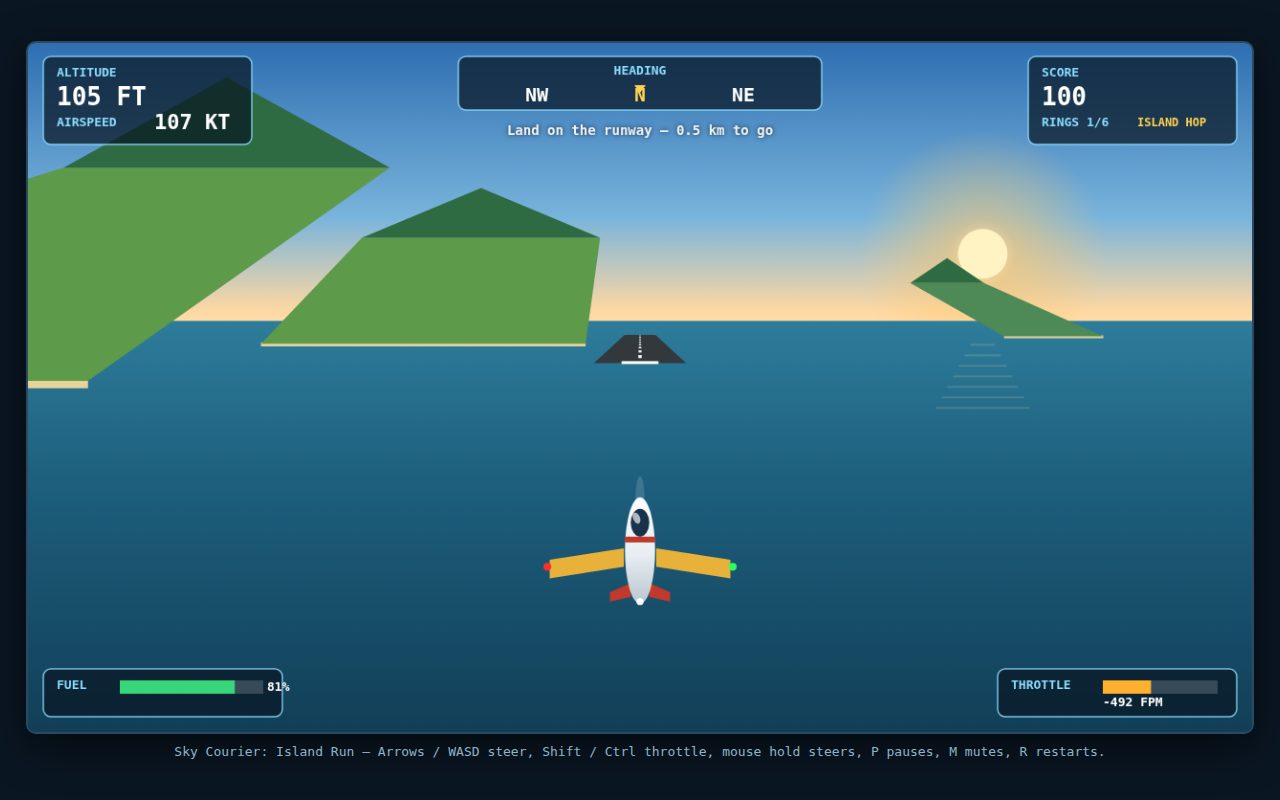 ALTITUDE
105 FT
AIRSPEED 107 KT
HEADING
NW N NE
Land on the runway — 0.5 km to go
SCORE
100
RINGS 1/6 ISLAND HOP
FUEL 81%
THROTTLE
-492 FPM
Sky Courier: Island Run — Arrows / WASD steer, Shift / Ctrl throttle, mouse hold steers, P pauses, M mutes, R restarts.